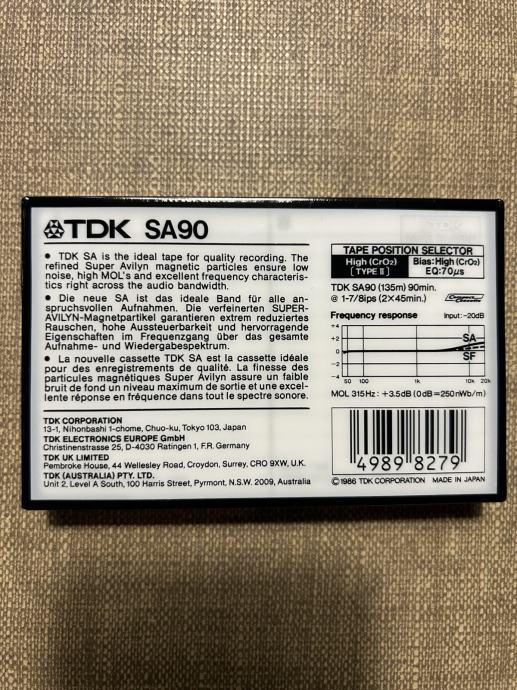 TDK SA90
• TDK SA is the ideal tape for quality recording. The
refined Super Avilyn magnetic particles ensure low
noise, high MOL's and excellent frequency characteris-
tics right across the audio bandwidth.
• Die neue SA ist das ideale Band für alle an-
spruchsvollen Aufnahmen. Die verfeinerten SUPER-
AVILYN-Magnetpartikel garantieren extrem reduziertes
Rauschen, hohe Aussteuerbarkeit und hervorragende
Eigenschaften im Frequenzgang über das gesamte
Aufnahme- und Wiedergabespektrum.
• La nouvelle cassette TDK SA est la cassette idéale
pour des enregistrements de qualité. La finesse des
particules magnétiques Super Avilyn assure un faible
bruit de fond un niveau maximum de sortie et une excel-
lente réponse en fréquence dans tout le spectre sonore.
TDK CORPORATION
13-1, Nihonbashi 1-chome, Chuo-ku, Tokyo 103, Japan
TDK ELECTRONICS EUROPE GmbH
Christinenstrasse 25, D-4030 Ratingen 1, F.R. Germany
TDK UK LIMITED
Pembroke House, 44 Wellesley Road, Croydon, Surrey, CRO 9XW, U.K.
TDK (AUSTRALIA) PTY. LTD.
Unit 2, Level A South, 100 Harris Street, Pyrmont, N.S.W. 2009, Australia
TAPE POSITION SELECTOR
High (CrO2) Bias: High (CrO2)
[TYPE II] EQ: 70μs
TDK SA90 (135m) 90min.
@ 1-7/8ips (2×45min.)
Frequency response Input: -20dB
+4
+2
0
-2
-4
SA
SF
50 100 1k 10k 20k
MOL 315Hz: +3.5dB (0dB=250nWb/m)
4989 8279
©1986 TDK CORPORATION MADE IN JAPAN